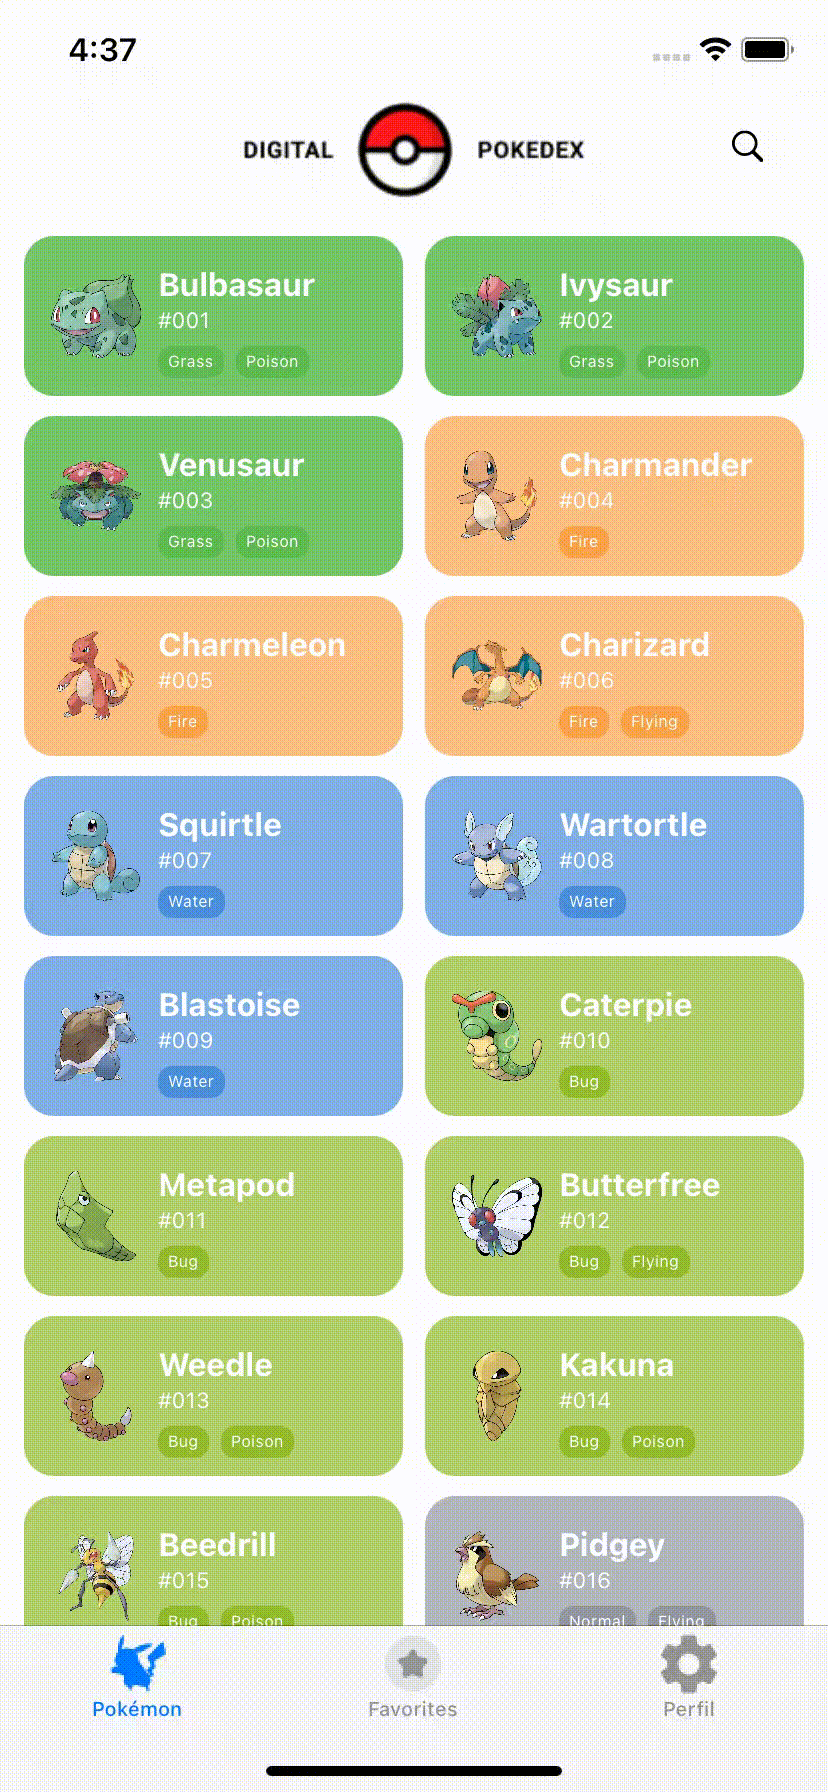 4:37
DIGITAL POKEDEX
Bulbasaur
#001
Grass Poison
Ivysaur
#002
Grass Poison
Venusaur
#003
Grass Poison
Charmander
#004
Fire
Charmeleon
#005
Fire
Charizard
#006
Fire Flying
Squirtle
#007
Water
Wartortle
#008
Water
Blastoise
#009
Water
Caterpie
#010
Bug
Metapod
#011
Bug
Butterfree
#012
Bug Flying
Weedle
#013
Bug Poison
Kakuna
#014
Bug Poison
Beedrill
#015
Bug Poison
Pidgey
#016
Normal Flying
Pokémon
Favorites
Perfil